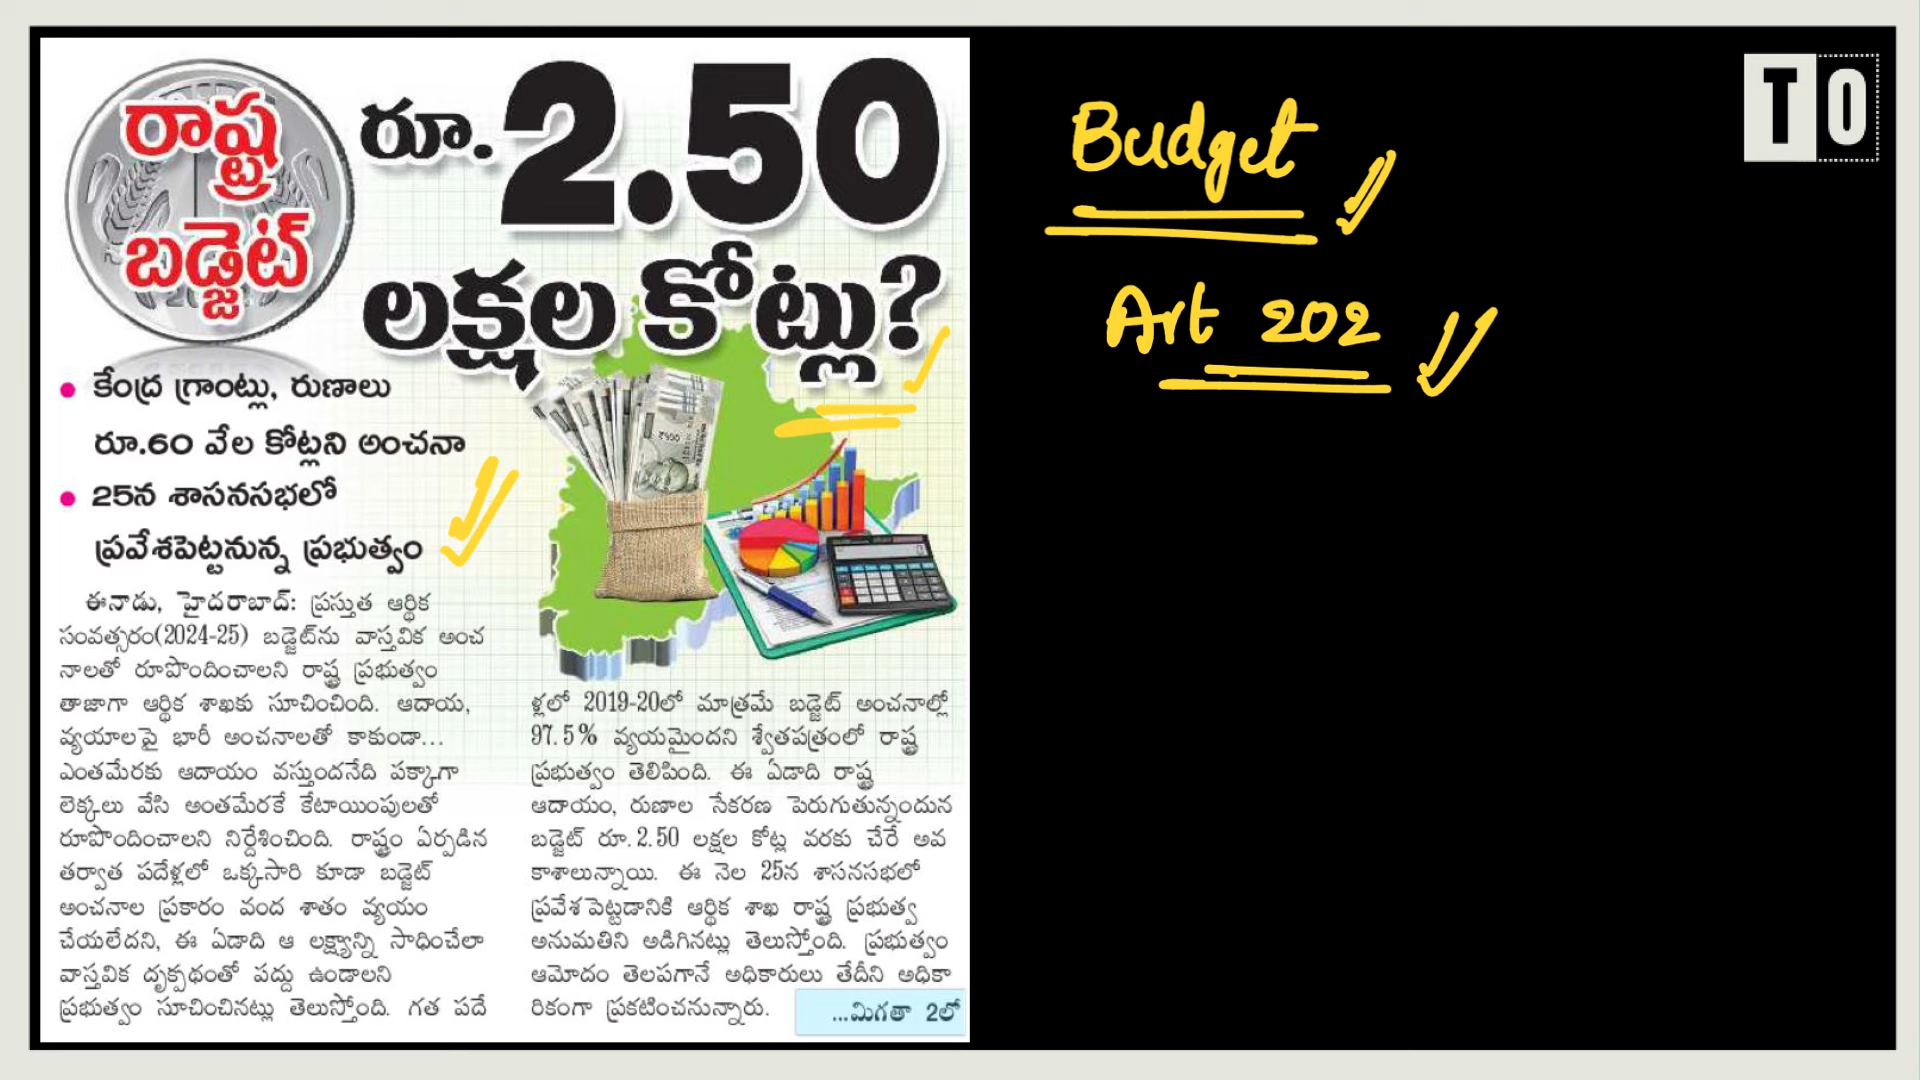 రాష్ట్ర
బడ్జెట్
రూ.2.50
లక్షల కోట్లు?
• కేంద్ర గ్రాంట్లు, రుణాలు
రూ.60 వేల కోట్లని అంచనా
• 25న శాసనసభలో
ప్రవేశపెట్టనున్న ప్రభుత్వం
ఈనాడు, హైదరాబాద్: ప్రస్తుత ఆర్థిక
సంవత్సరం(2024-25) బడ్జెట్‌ను వాస్తవిక అంచ
నాలతో రూపొందించాలని రాష్ట్ర ప్రభుత్వం
తాజాగా ఆర్థిక శాఖకు సూచించింది. ఆదాయ,
వ్యయాలపై భారీ అంచనాలతో కాకుండా...
ఎంతమేరకు ఆదాయం వస్తుందనేది పక్కాగా
లెక్కలు వేసి అంతమేరకే కేటాయింపులతో
రూపొందించాలని నిర్దేశించింది. రాష్ట్రం ఏర్పడిన
తర్వాత పదేళ్లలో ఒక్కసారి కూడా బడ్జెట్
అంచనాల ప్రకారం వంద శాతం వ్యయం
చేయలేదని, ఈ ఏడాది ఆ లక్ష్యాన్ని సాధించేలా
వాస్తవిక దృక్పథంతో పద్దు ఉండాలని
ప్రభుత్వం సూచించినట్లు తెలుస్తోంది. గత పదే
ళ్లలో 2019-20లో మాత్రమే బడ్జెట్ అంచనాల్లో
97.5% వ్యయమైందని శ్వేతపత్రంలో రాష్ట్ర
ప్రభుత్వం తెలిపింది. ఈ ఏడాది రాష్ట్ర
ఆదాయం, రుణాల సేకరణ పెరుగుతున్నందున
బడ్జెట్ రూ.2.50 లక్షల కోట్ల వరకు చేరే అవ
కాశాలున్నాయి. ఈ నెల 25న శాసనసభలో
ప్రవేశపెట్టడానికి ఆర్థిక శాఖ రాష్ట్ర ప్రభుత్వ
అనుమతిని అడిగినట్లు తెలుస్తోంది. ప్రభుత్వం
ఆమోదం తెలపగానే అధికారులు తేదీని అధికా
రికంగా ప్రకటించనున్నారు.
...మిగతా 2లో
Budget
Art 202
TO